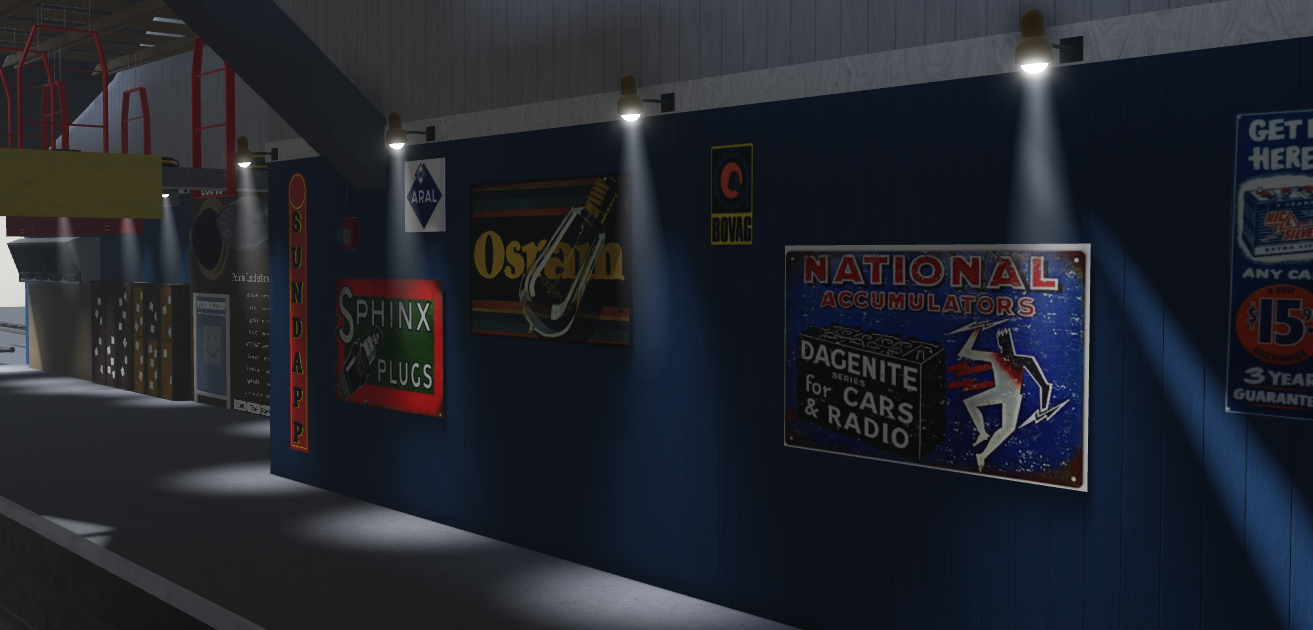 SUNDAPP
ARAL
SPHINX
PLUGS
Osram
BOVAG
NATIONAL
ACCUMULATORS
DAGENITE
SERIES
for CARS
& RADIO
GET
HERE
ANY CA
$15
3 YEAR
GUARANTE